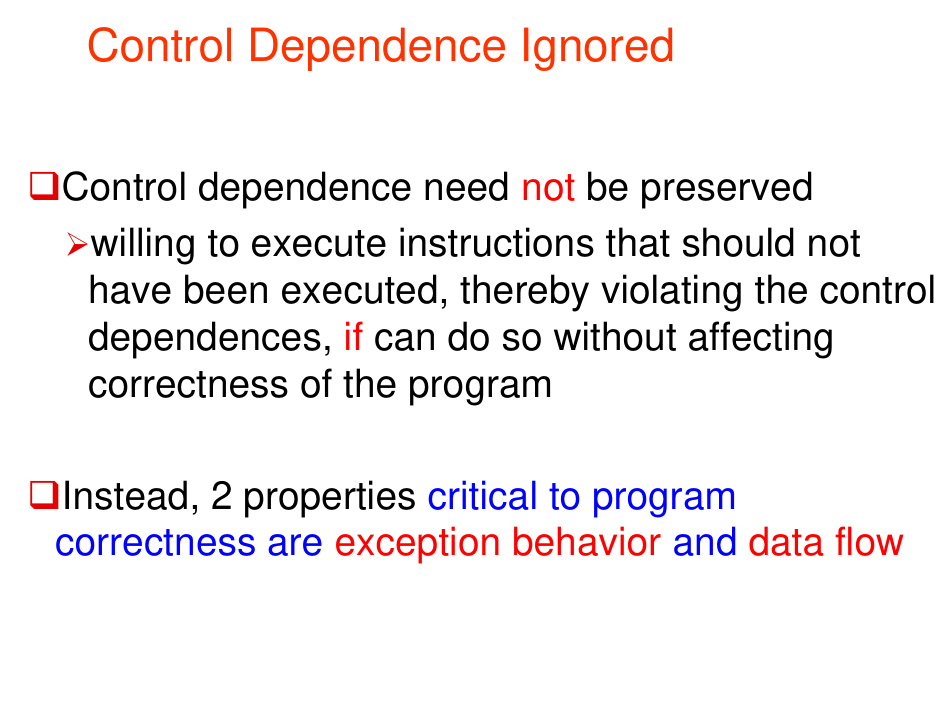 Control Dependence Ignored
❑Control dependence need not be preserved
➢willing to execute instructions that should not
have been executed, thereby violating the control
dependences, if can do so without affecting
correctness of the program
❑Instead, 2 properties critical to program
correctness are exception behavior and data flow